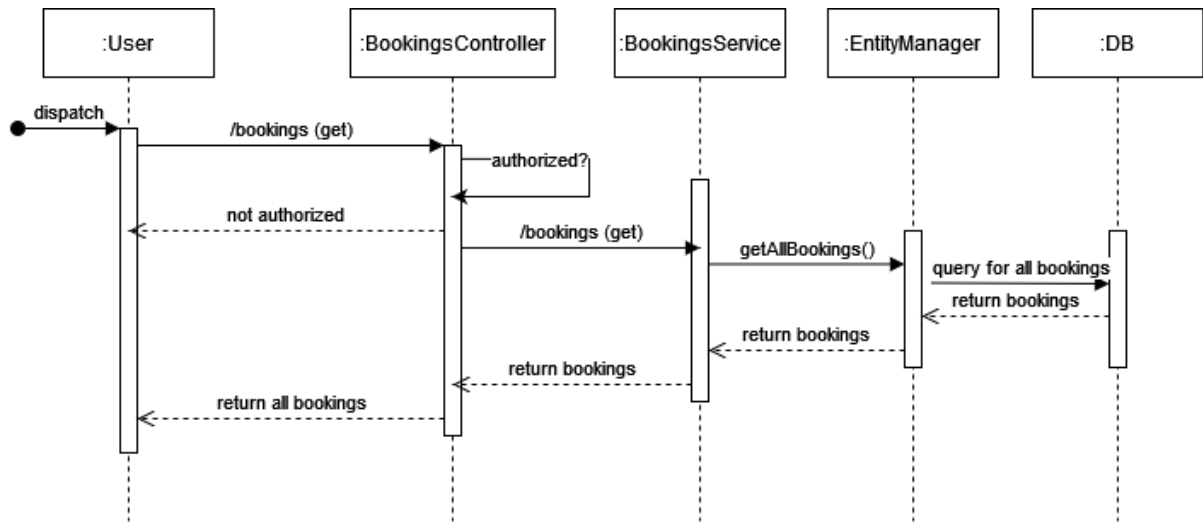 :User
:BookingsController
:BookingsService
:EntityManager
:DB
dispatch
/bookings (get)
authorized?
not authorized
/bookings (get)
getAllBookings()
query for all bookings
return bookings
return bookings
return bookings
return all bookings